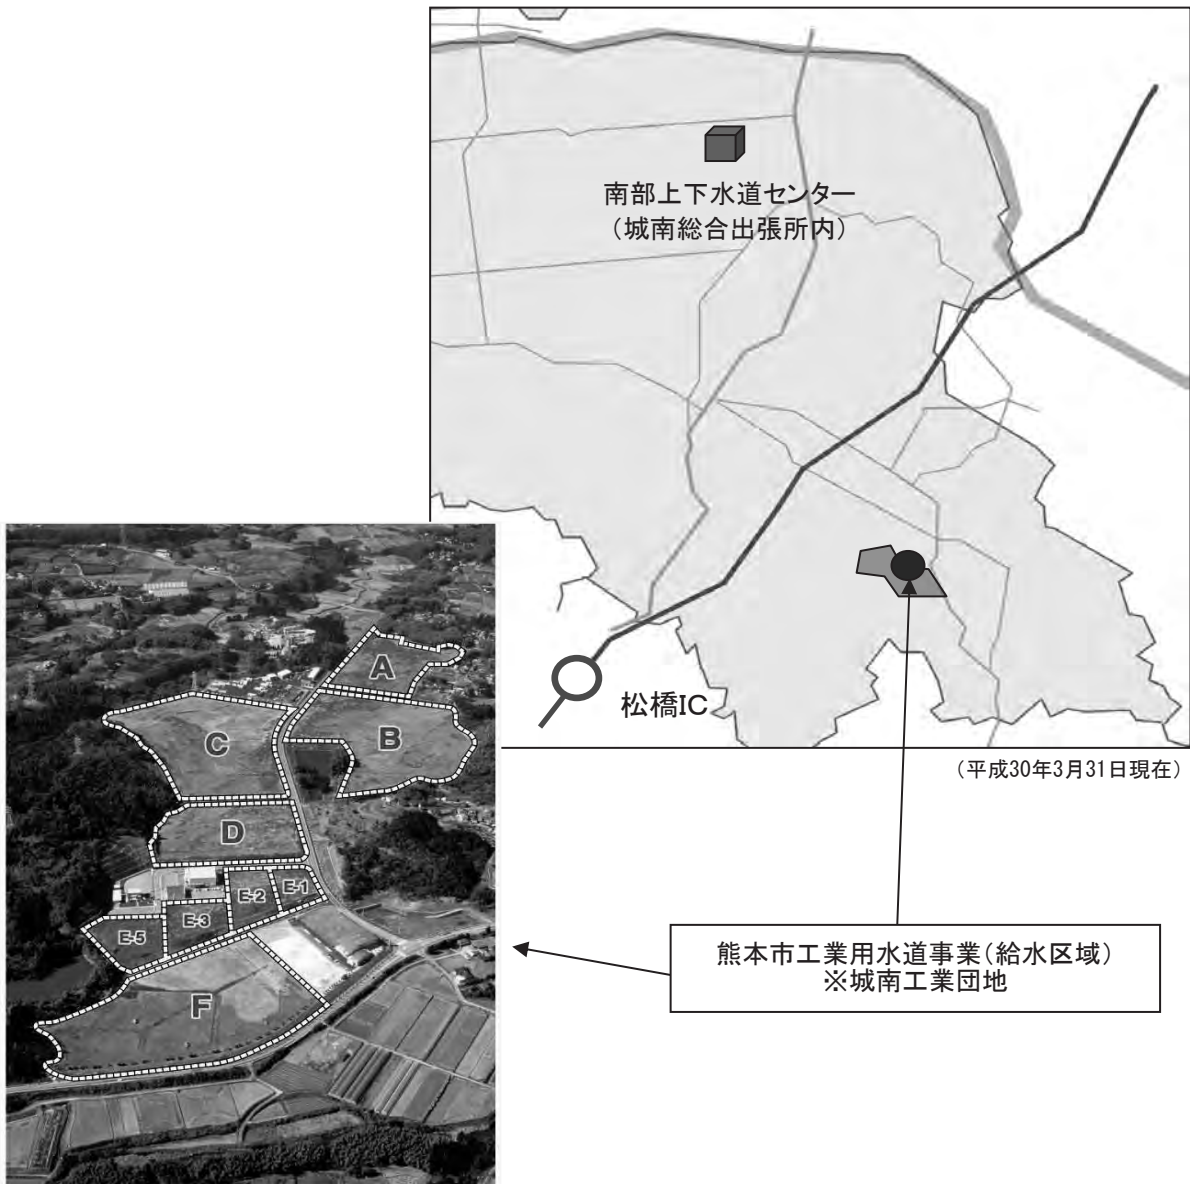 南部上下水道センター
（城南総合出張所内）
松橋IC
（平成30年3月31日現在）
A
B
C
D
E-1
E-2
E-3
E-5
F
熊本市工業用水道事業（給水区域）
※城南工業団地